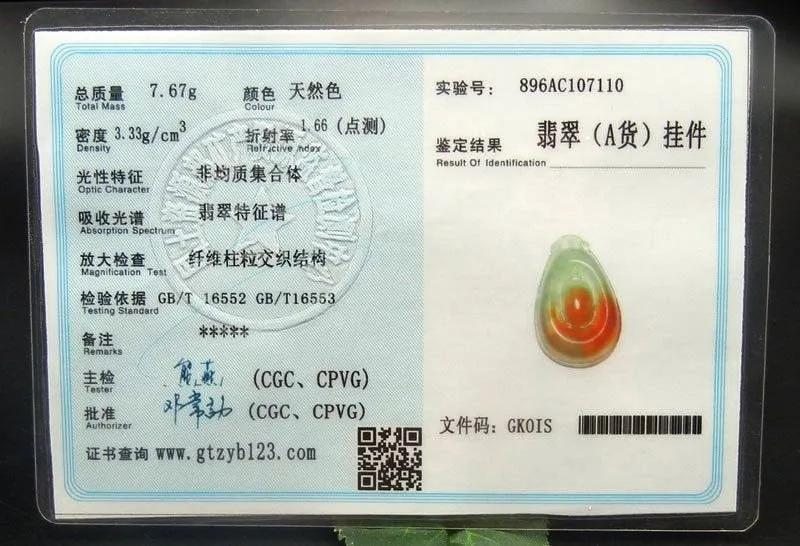 总质量 7.67g 颜色 天然色
Total Mass Colour
密度 3.33g/cm³ 折射率 1.66 (点测)
Density Refractive Index
光性特征 非均质集合体
Optic Character
吸收光谱 翡翠特征谱
Absorption Spectrum
放大检查 纤维柱粒交织结构
Magnification Test
检验依据 GB/T 16552 GB/T16553
Testing Standard
备注 *****
Remarks
主检 (CGC、CPVG)
Tester
批准 (CGC、CPVG)
Authorizer
证书查询 www.gtzyb123.com
实验号: 896AC107110
鉴定结果 翡翠（A货）挂件
Result Of Identification
文件码: GK0IS